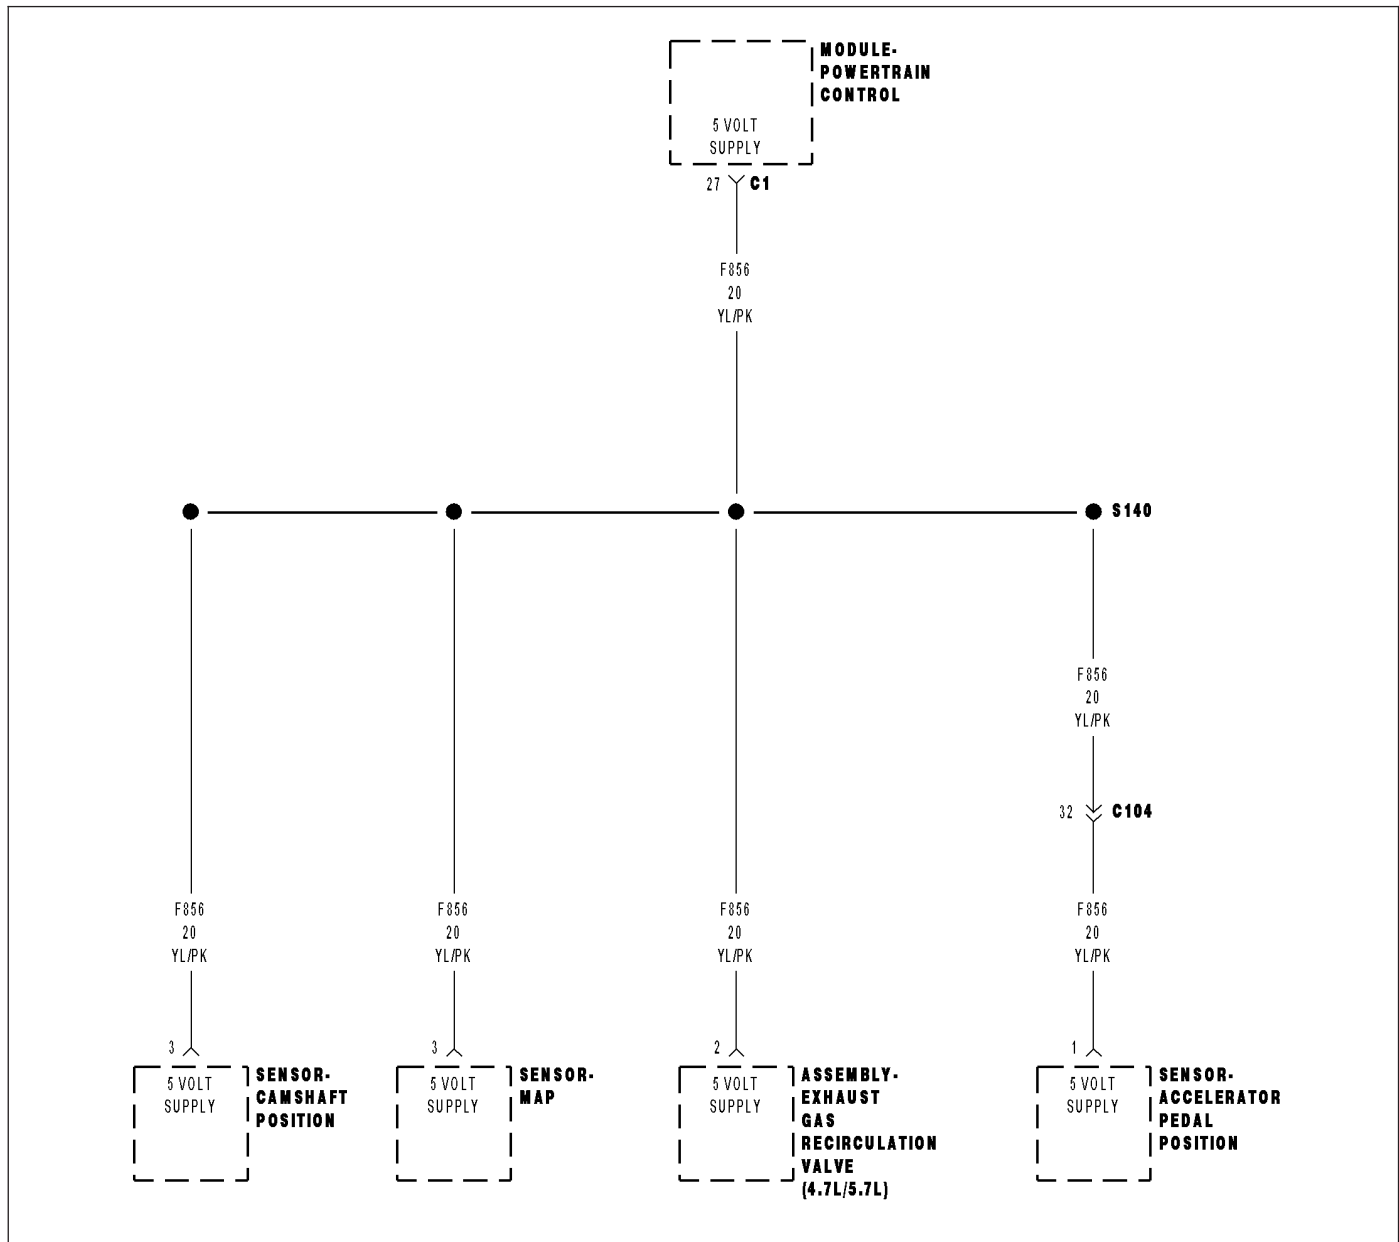 MODULE-
POWERTRAIN
CONTROL
5 VOLT
SUPPLY
27 C1
F856
20
YL/PK
S140
F856
20
YL/PK
32 C104
F856
20
YL/PK
F856
20
YL/PK
F856
20
YL/PK
F856
20
YL/PK
3
5 VOLT
SUPPLY
SENSOR-
CAMSHAFT
POSITION
3
5 VOLT
SUPPLY
SENSOR-
MAP
2
5 VOLT
SUPPLY
ASSEMBLY-
EXHAUST
GAS
RECIRCULATION
VALVE
(4.7L/5.7L)
1
5 VOLT
SUPPLY
SENSOR-
ACCELERATOR
PEDAL
POSITION